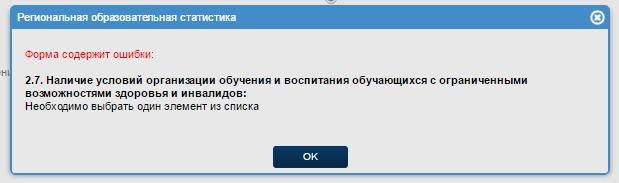 Региональная образовательная статистика
Форма содержит ошибки:
2.7. Наличие условий организации обучения и воспитания обучающихся с ограниченными
возможностями здоровья и инвалидов:
Необходимо выбрать один элемент из списка
OK